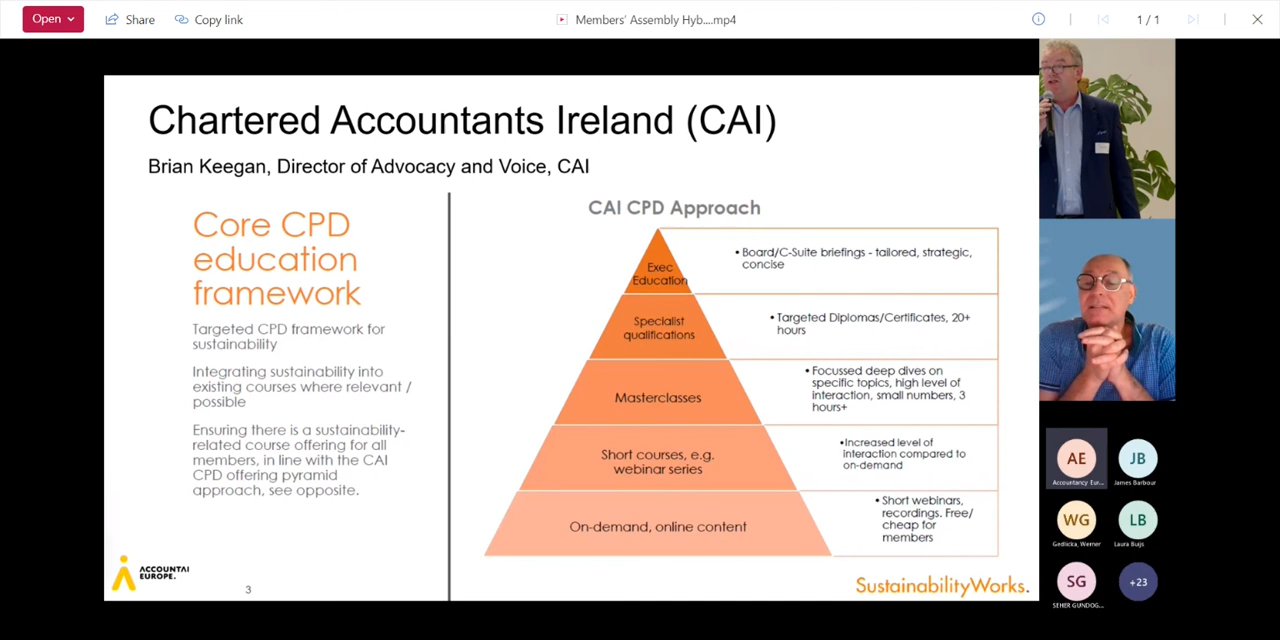 Open
Share
Copy link
Members' Assembly Hyb....mp4
1 / 1
Chartered Accountants Ireland (CAI)
Brian Keegan, Director of Advocacy and Voice, CAI
Core CPD
education
framework
Targeted CPD framework for
sustainability
Integrating sustainability into
existing courses where relevant /
possible
Ensuring there is a sustainability-
related course offering for all
members, in line with the CAI
CPD offering pyramid
approach, see opposite.
CAI CPD Approach
Exec
Education
• Board/C-Suite briefings - tailored, strategic,
concise
Specialist
qualifications
• Targeted Diplomas/Certificates, 20+
hours
Masterclasses
• Focussed deep dives on
specific topics, high level of
interaction, small numbers, 3
hours+
Short courses, e.g.
webinar series
•Increased level of
interaction compared to
on-demand
On-demand, online content
• Short webinars,
recordings. Free/
cheap for
members
ACCOUNTAI
EUROPE.
3
SustainabilityWorks.
AE
Accountancy Eur...
JB
James Barbour
WG
Gedlicka, Werner
LB
Laura Buijs
SG
SEHER GUNDOG...
+23